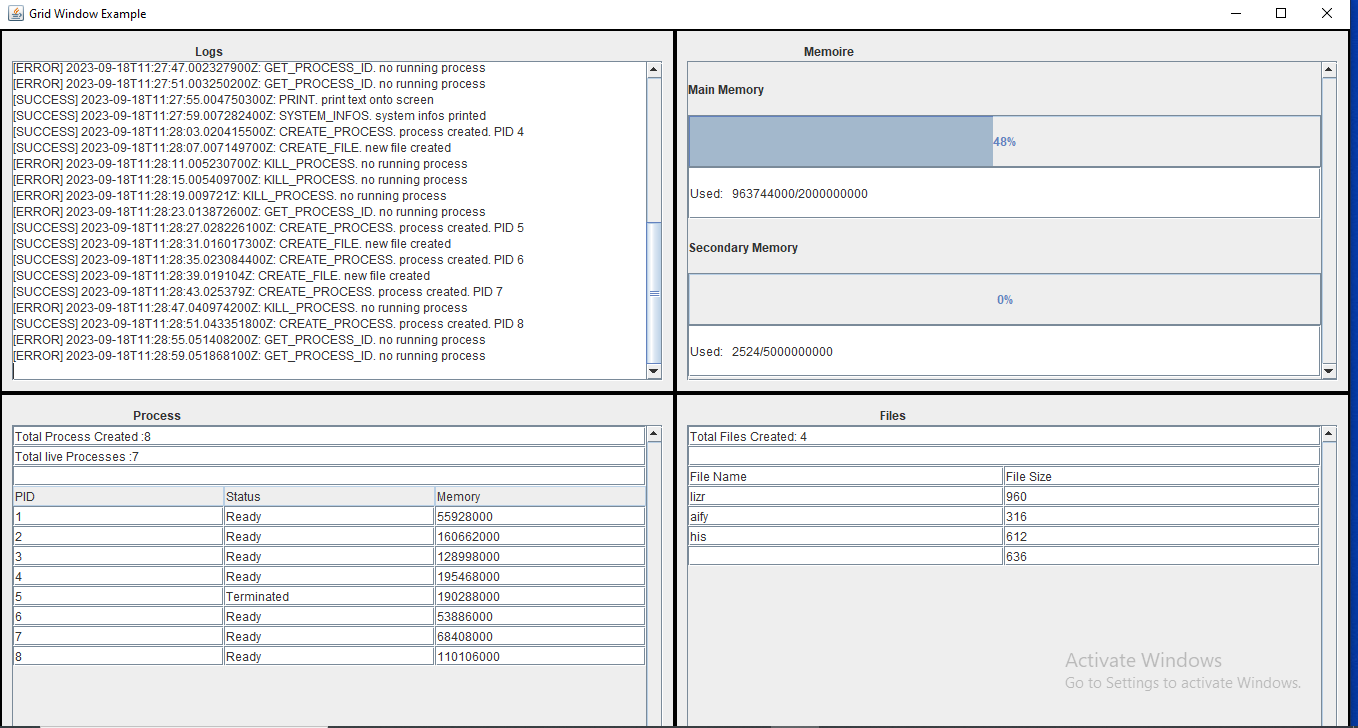 Grid Window Example
Logs
[ERROR] 2023-09-18T11:27:47.002327900Z: GET_PROCESS_ID. no running process
[ERROR] 2023-09-18T11:27:51.003250200Z: GET_PROCESS_ID. no running process
[SUCCESS] 2023-09-18T11:27:55.004750300Z: PRINT. print text onto screen
[SUCCESS] 2023-09-18T11:27:59.007282400Z: SYSTEM_INFOS. system infos printed
[SUCCESS] 2023-09-18T11:28:03.020415500Z: CREATE_PROCESS. process created. PID 4
[SUCCESS] 2023-09-18T11:28:07.007149700Z: CREATE_FILE. new file created
[ERROR] 2023-09-18T11:28:11.005230700Z: KILL_PROCESS. no running process
[ERROR] 2023-09-18T11:28:15.005409700Z: KILL_PROCESS. no running process
[ERROR] 2023-09-18T11:28:19.009721Z: KILL_PROCESS. no running process
[ERROR] 2023-09-18T11:28:23.013872600Z: GET_PROCESS_ID. no running process
[SUCCESS] 2023-09-18T11:28:27.028226100Z: CREATE_PROCESS. process created. PID 5
[SUCCESS] 2023-09-18T11:28:31.016017300Z: CREATE_FILE. new file created
[SUCCESS] 2023-09-18T11:28:35.023084400Z: CREATE_PROCESS. process created. PID 6
[SUCCESS] 2023-09-18T11:28:39.019104Z: CREATE_FILE. new file created
[SUCCESS] 2023-09-18T11:28:43.025379Z: CREATE_PROCESS. process created. PID 7
[ERROR] 2023-09-18T11:28:47.040974200Z: KILL_PROCESS. no running process
[SUCCESS] 2023-09-18T11:28:51.043351800Z: CREATE_PROCESS. process created. PID 8
[ERROR] 2023-09-18T11:28:55.051408200Z: GET_PROCESS_ID. no running process
[ERROR] 2023-09-18T11:28:59.051868100Z: GET_PROCESS_ID. no running process
Memoire
Main Memory
48%
Used: 963744000/2000000000
Secondary Memory
0%
Used: 2524/5000000000
Process
Total Process Created :8
Total live Processes :7
PID Status Memory
1 Ready 55928000
2 Ready 160662000
3 Ready 128998000
4 Ready 195468000
5 Terminated 190288000
6 Ready 53886000
7 Ready 68408000
8 Ready 110106000
Files
Total Files Created: 4
File Name File Size
lizr 960
aify 316
his 612
636
Activate Windows
Go to Settings to activate Windows.